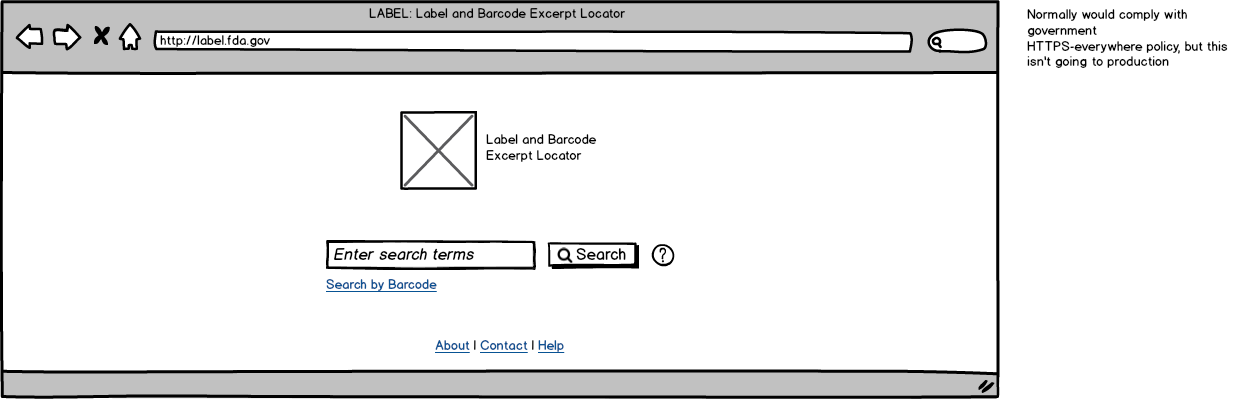 LABEL: Label and Barcode Excerpt Locator
http://label.fda.gov
Normally would comply with
government
HTTPS-everywhere policy, but this
isn't going to production
Label and Barcode
Excerpt Locator
Enter search terms
Search
?
Search by Barcode
About | Contact | Help